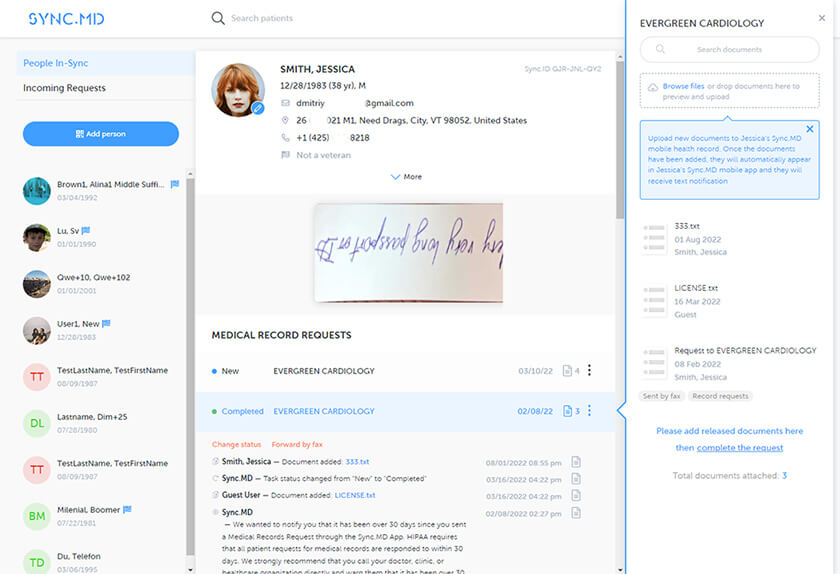 SYNC.MD
Search patients
People In-Sync
Incoming Requests
Add person
Brown1, Alina1 Middle Suffi...
03/04/1992
Lu, Sv
01/01/1990
Qwe+10, Qwe+102
01/01/2001
User1, New
12/28/1983
TT
TestLastName, TestFirstName
08/09/1987
DL
Lastname, Dim+25
07/28/1980
TT
TestLastName, TestFirstName
08/09/1987
BM
Milenial, Boomer
07/22/1981
TD
Du, Telefon
03/06/1995
SMITH, JESSICA
Sync.ID GJR-JNL-QY2
12/28/1983 (38 yr), M
dmitriy @gmail.com
26 021 M1, Need Drags, City, VT 98052, United States
+1 (425) 8218
Not a veteran
More
very long passport or ID
MEDICAL RECORD REQUESTS
New EVERGREEN CARDIOLOGY 03/10/22 4
Completed EVERGREEN CARDIOLOGY 02/08/22 3
Change status Forward by fax
Smith, Jessica — Document added: 333.txt 08/01/2022 08:55 pm
Sync.MD — Task status changed from "New" to "Completed" 03/16/2022 04:22 pm
Guest User — Document added: LICENSE.txt 03/16/2022 04:22 pm
Sync.MD 02/08/2022 02:27 pm
— We wanted to notify you that it has been over 30 days since you sent
a Medical Records Request through the Sync.MD App. HIPAA requires
that all patient requests for medical records are responded to within 30
days. We strongly recommend that you call your doctor, clinic, or
healthcare organization directly and warn them that it has been over 30
EVERGREEN CARDIOLOGY
Search documents
Browse files or drop documents here to
preview and upload
Upload new documents to Jessica's Sync.MD
mobile health record. Once the documents
have been added, they will automatically appear
in Jessica's Sync.MD mobile app and they will
receive text notification
333.txt
01 Aug 2022
Smith, Jessica
LICENSE.txt
16 Mar 2022
Guest
Request to EVERGREEN CARDIOLOGY
08 Feb 2022
Smith, Jessica
Sent by fax Record requests
Please add released documents here
then complete the request
Total documents attached: 3